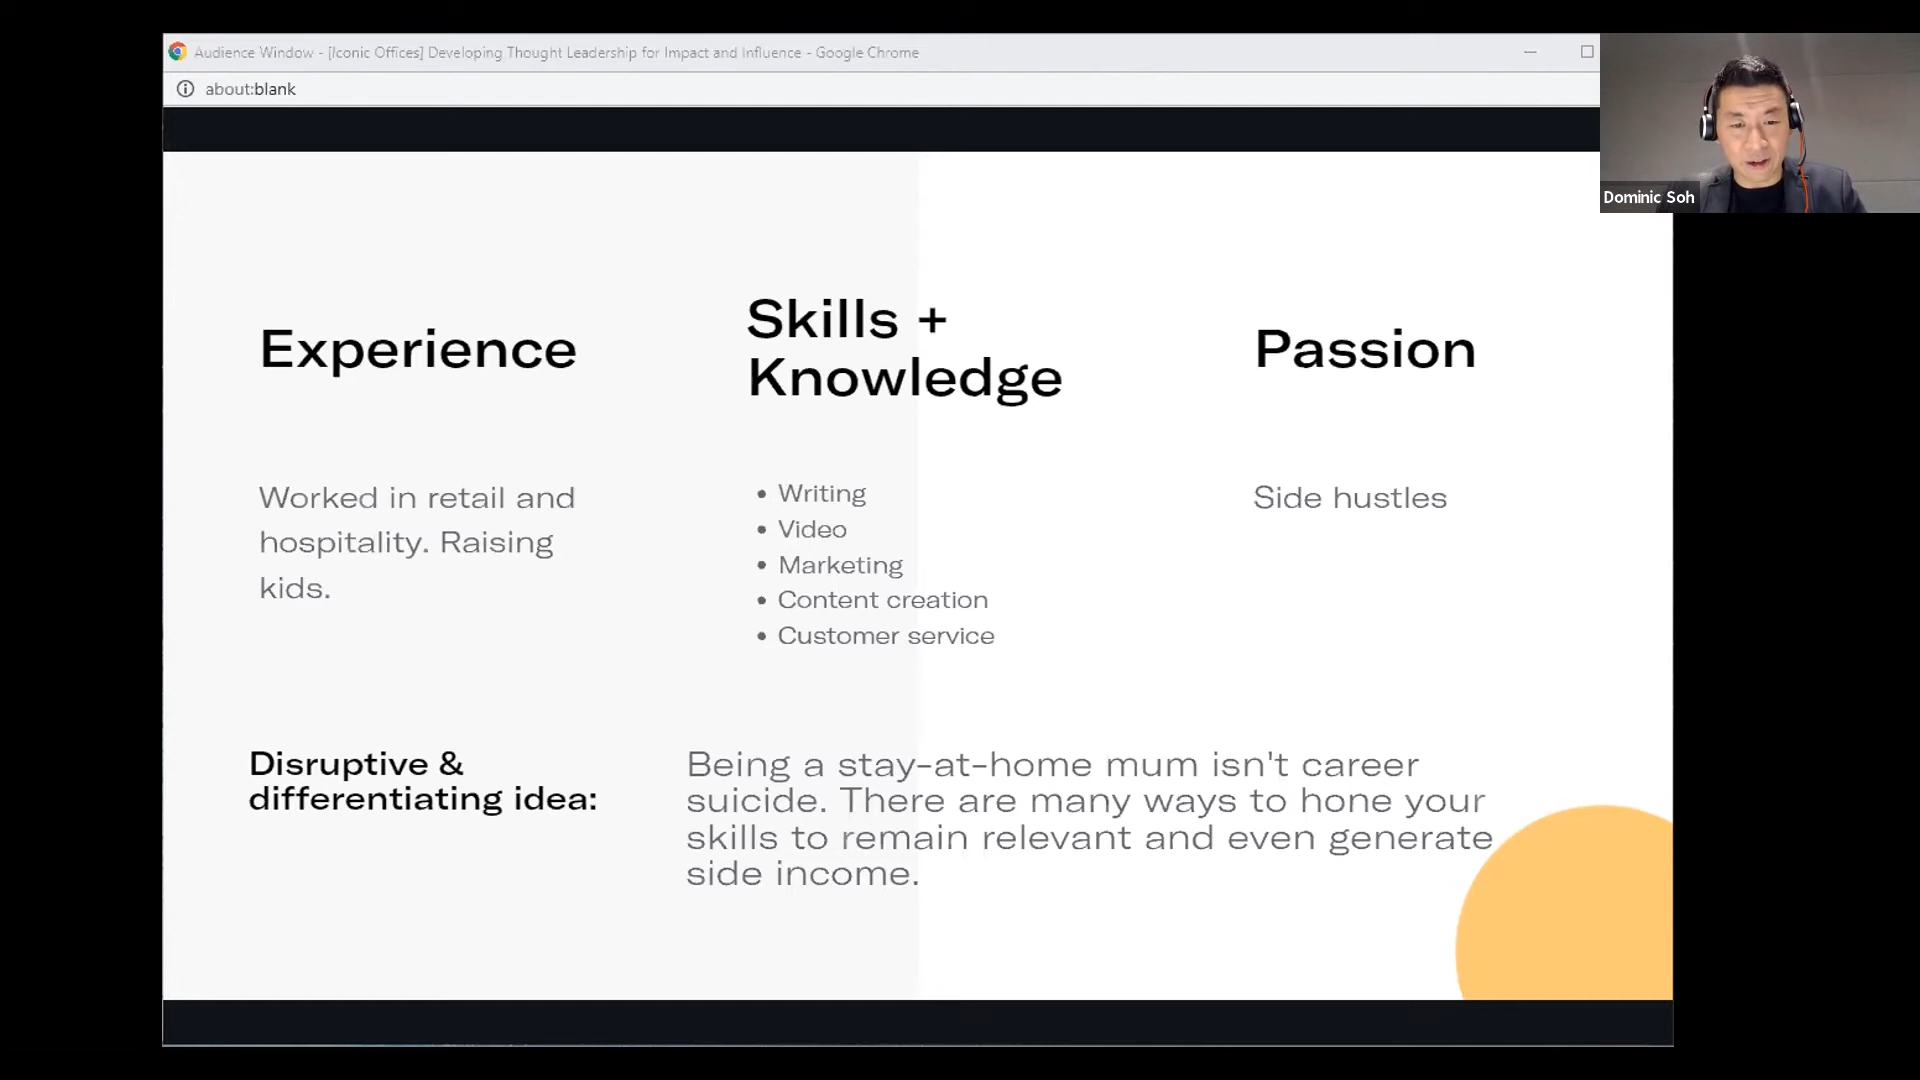 Audience Window - [Iconic Offices] Developing Thought Leadership for Impact and Influence - Google Chrome
about:blank
Dominic Soh
Experience
Skills +
Knowledge
Passion
Worked in retail and
hospitality. Raising
kids.
• Writing
• Video
• Marketing
• Content creation
• Customer service
Side hustles
Disruptive &
differentiating idea:
Being a stay-at-home mum isn't career
suicide. There are many ways to hone your
skills to remain relevant and even generate
side income.